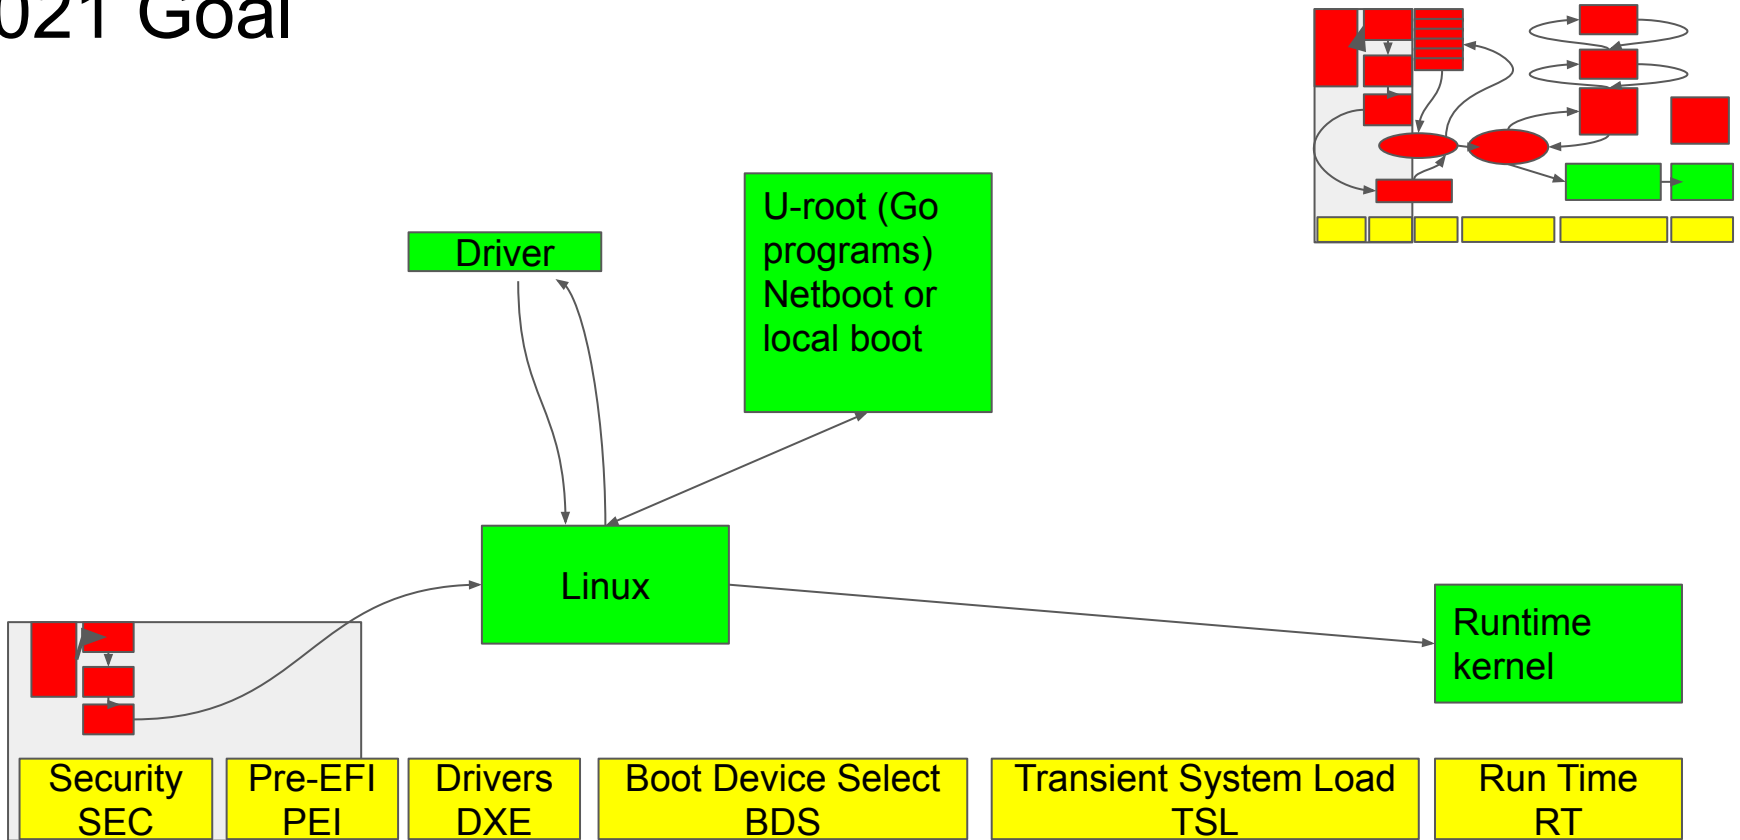 021 Goal
Driver
U-root (Go
programs)
Netboot or
local boot
Linux
Runtime
kernel
Security
SEC
Pre-EFI
PEI
Drivers
DXE
Boot Device Select
BDS
Transient System Load
TSL
Run Time
RT